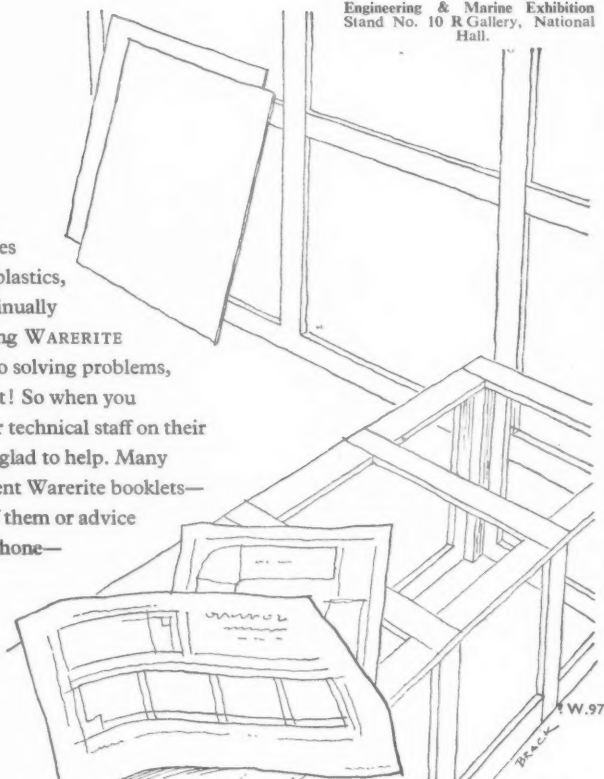 Engineering & Marine Exhibition
Stand No. 10 R Gallery, National
Hall.
es
plastics,
inually
ng WARERITE
o solving problems,
t! So when you
r technical staff on their
glad to help. Many
ent Warerite booklets—
f them or advice
hone—
W.97
BRACK